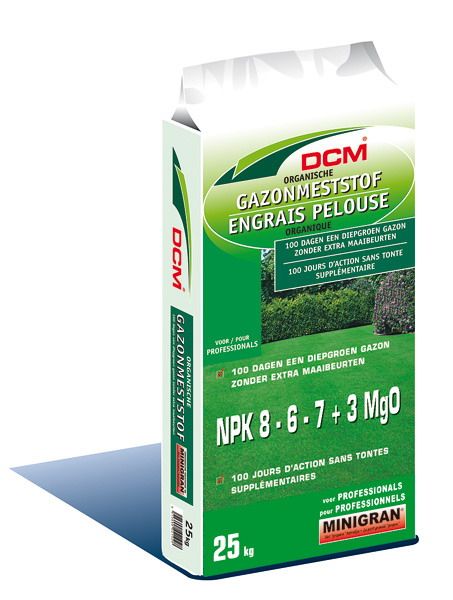 DCM®
ORGANISCHE
GAZONMESTSTOF
ENGRAIS PELOUSE
ORGANIQUE
100 DAGEN EEN DIEPGROEN GAZON
ZONDER EXTRA MAAIBEURTEN
100 JOURS D'ACTION SANS TONTE
SUPPLÉMENTAIRE
VOOR / POUR
PROFESSIONALS
100 DAGEN EEN DIEPGROEN GAZON
ZONDER EXTRA MAAIBEURTEN
NPK 8 - 6 - 7 + 3 MgO
100 JOURS D'ACTION SANS TONTES
SUPPLÉMENTAIRES
voor PROFESSIONALS
pour PROFESSIONNELS
MINIGRAN®
25 kg
DCM
ORGANISCHE
GAZONMESTSTOF
MINIGRAN
25kg